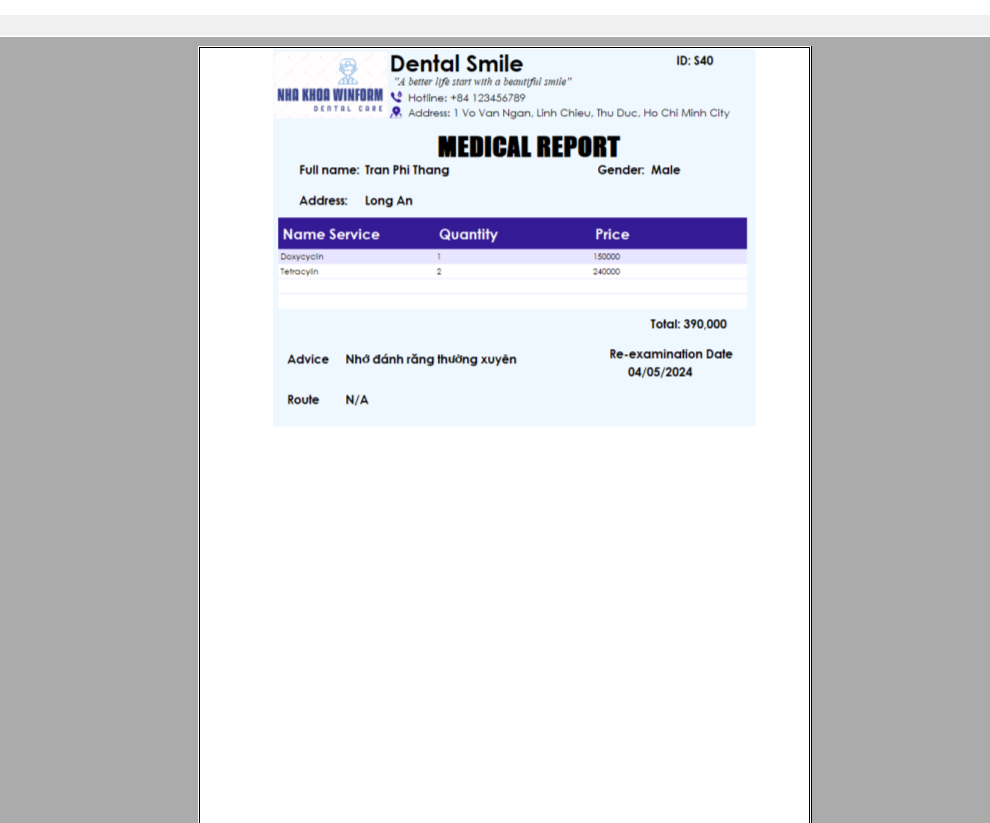 Dental Smile
ID: S40
"A better life start with a beautiful smile"
NHA KHOA WINFORM
DENTAL CARE
Hotline: +84 123456789
Address: 1 Vo Van Ngan, Linh Chieu, Thu Duc, Ho Chi Minh City
MEDICAL REPORT
Full name: Tran Phi Thang Gender: Male
Address: Long An
Name Service Quantity Price
Doxycyclin 1 150000
Tetracylin 2 240000
Total: 390,000
Advice Nhớ đánh răng thường xuyên
Re-examination Date
04/05/2024
Route N/A